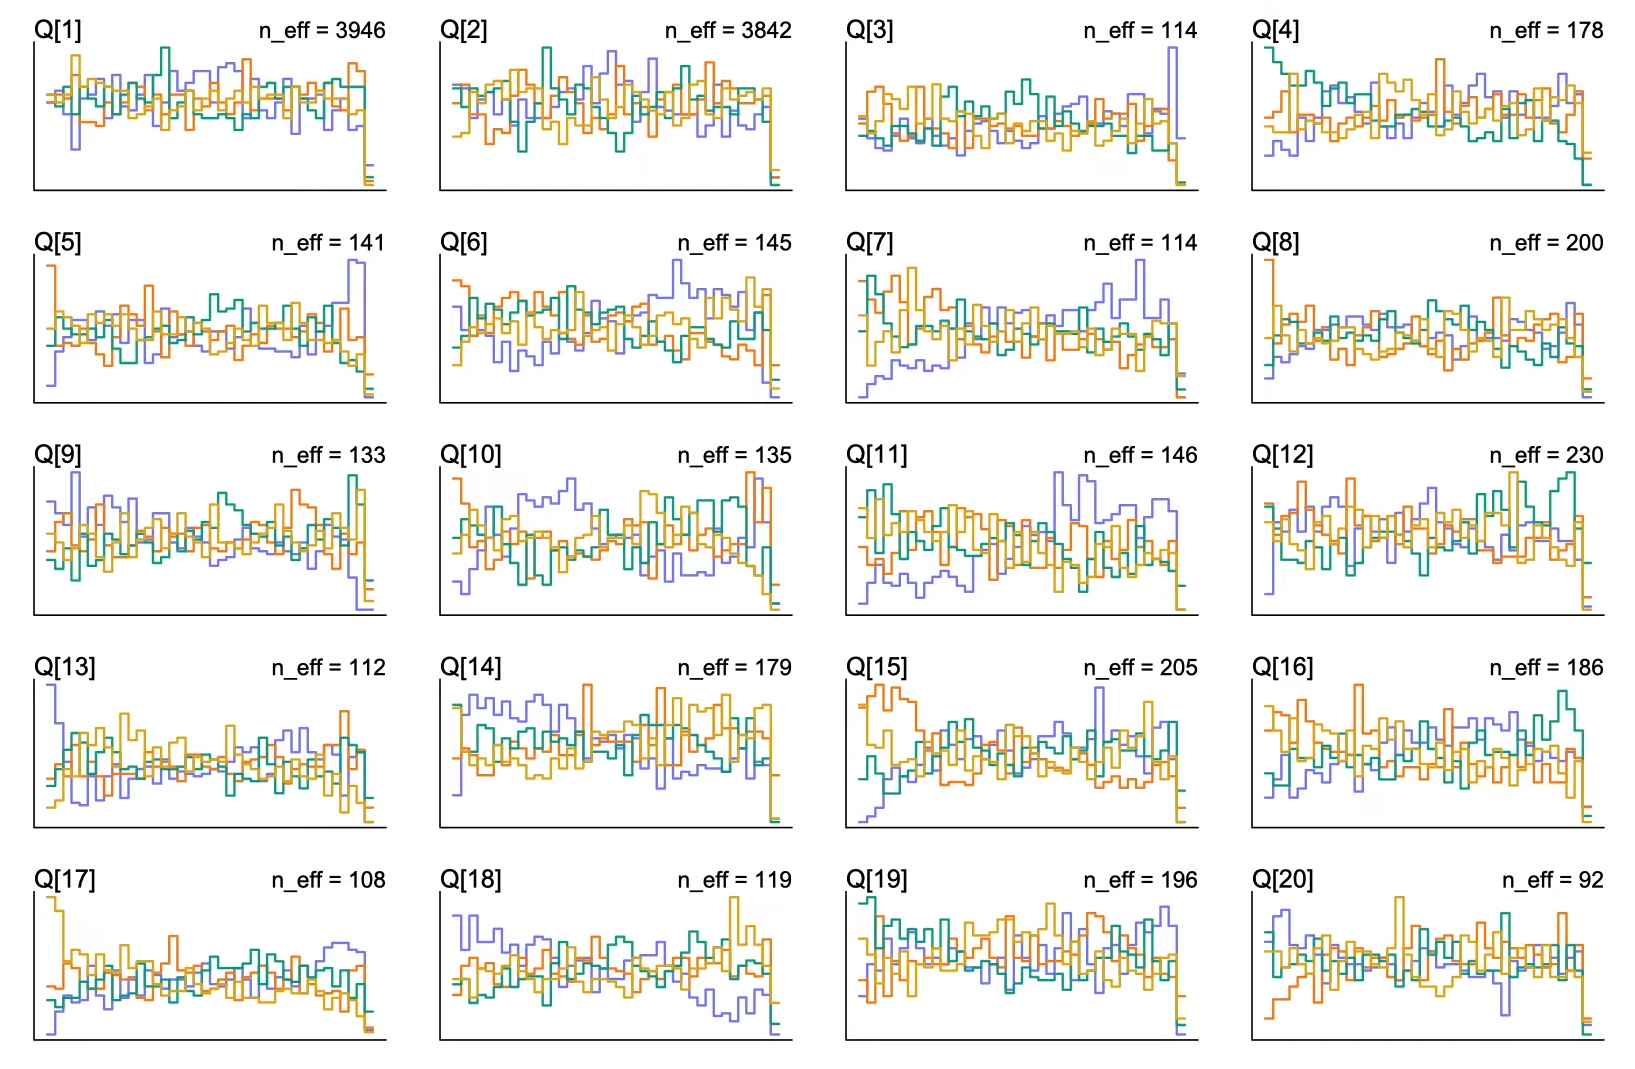 Q[1] n_eff = 3946
Q[2] n_eff = 3842
Q[3] n_eff = 114
Q[4] n_eff = 178
Q[5] n_eff = 141
Q[6] n_eff = 145
Q[7] n_eff = 114
Q[8] n_eff = 200
Q[9] n_eff = 133
Q[10] n_eff = 135
Q[11] n_eff = 146
Q[12] n_eff = 230
Q[13] n_eff = 112
Q[14] n_eff = 179
Q[15] n_eff = 205
Q[16] n_eff = 186
Q[17] n_eff = 108
Q[18] n_eff = 119
Q[19] n_eff = 196
Q[20] n_eff = 92